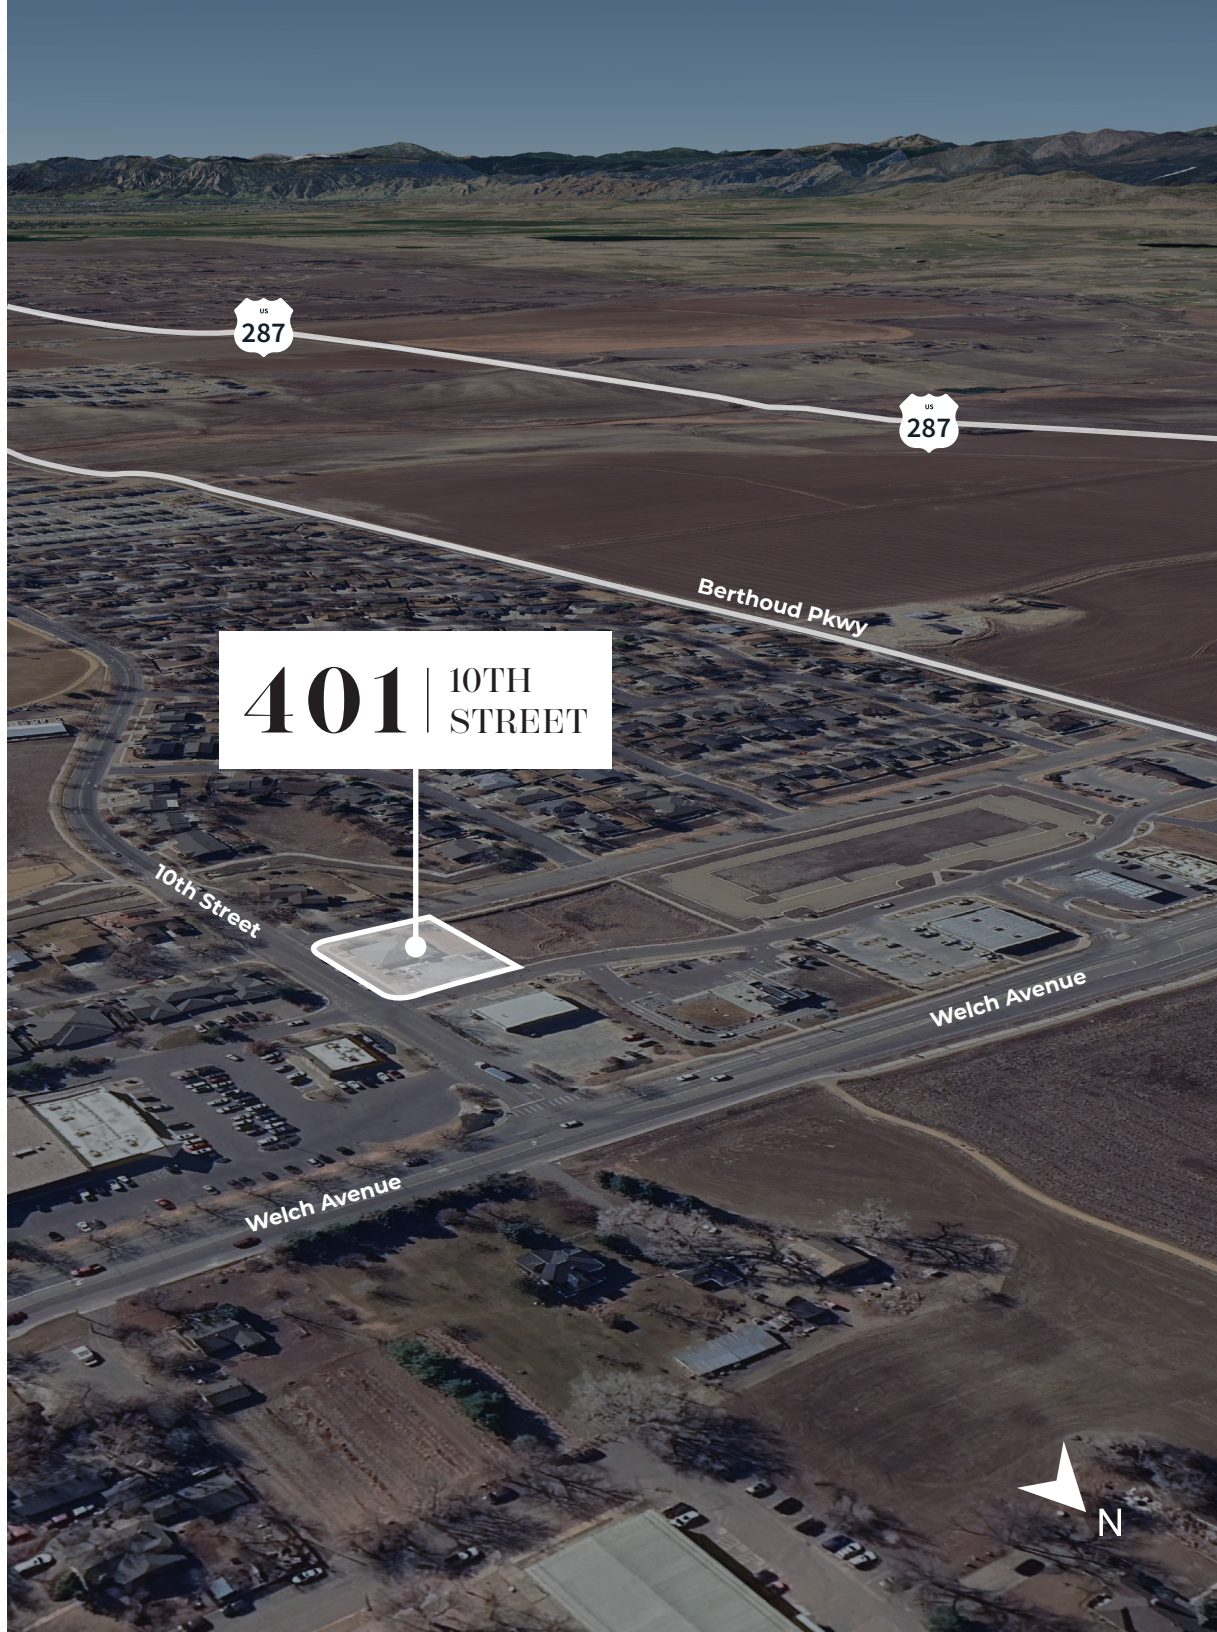 US
287
US
287
Berthoud Pkwy
401
10TH
STREET
10th Street
Welch Avenue
Welch Avenue
N